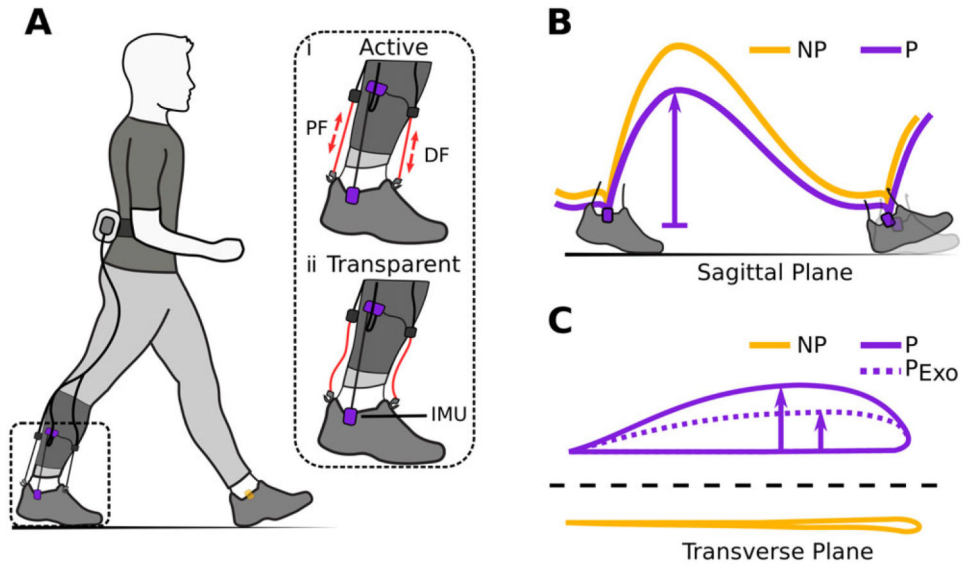 A
i
Active
PF
DF
ii Transparent
IMU
B
NP
P
Sagittal Plane
C
NP
P
PExo
Transverse Plane